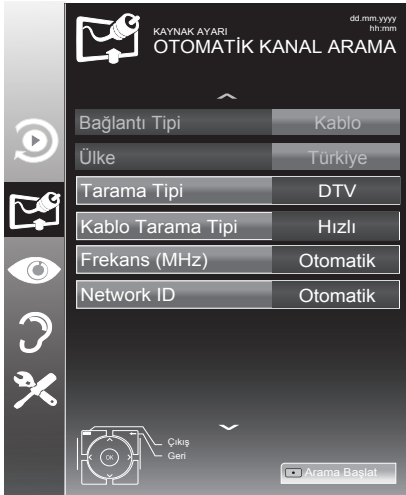 dd.mm.yyyy
hh:mm
KAYNAK AYARI
OTOMATİK KANAL ARAMA
Bağlantı Tipi Kablo
Ülke Türkiye
Tarama Tipi DTV
Kablo Tarama Tipi Hızlı
Frekans (MHz) Otomatik
Network ID Otomatik
Çıkış
OK Geri
Arama Başlat